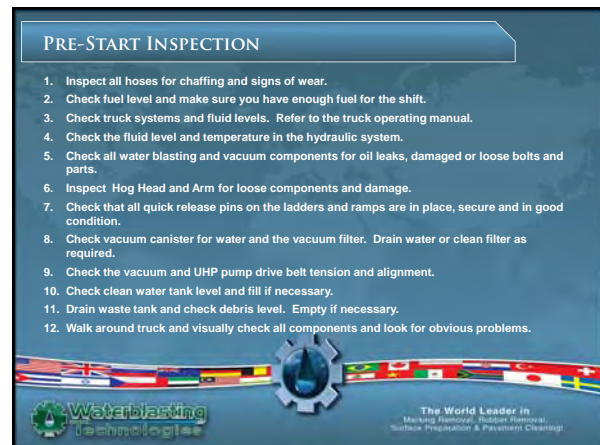 PRE-START INSPECTION
1. Inspect all hoses for chaffing and signs of wear.
2. Check fuel level and make sure you have enough fuel for the shift.
3. Check truck systems and fluid levels. Refer to the truck operating manual.
4. Check the fluid level and temperature in the hydraulic system.
5. Check all water blasting and vacuum components for oil leaks, damaged or loose bolts and
parts.
6. Inspect Hog Head and Arm for loose components and damage.
7. Check that all quick release pins on the ladders and ramps are in place, secure and in good
condition.
8. Check vacuum canister for water and the vacuum filter. Drain water or clean filter as
required.
9. Check the vacuum and UHP pump drive belt tension and alignment.
10. Check clean water tank level and fill if necessary.
11. Drain waste tank and check debris level. Empty if necessary.
12. Walk around truck and visually check all components and look for obvious problems.
Waterblasting
Technologies
The World Leader in
Marking Removal, Rubber Removal,
Surface Preparation & Pavement Cleaning!